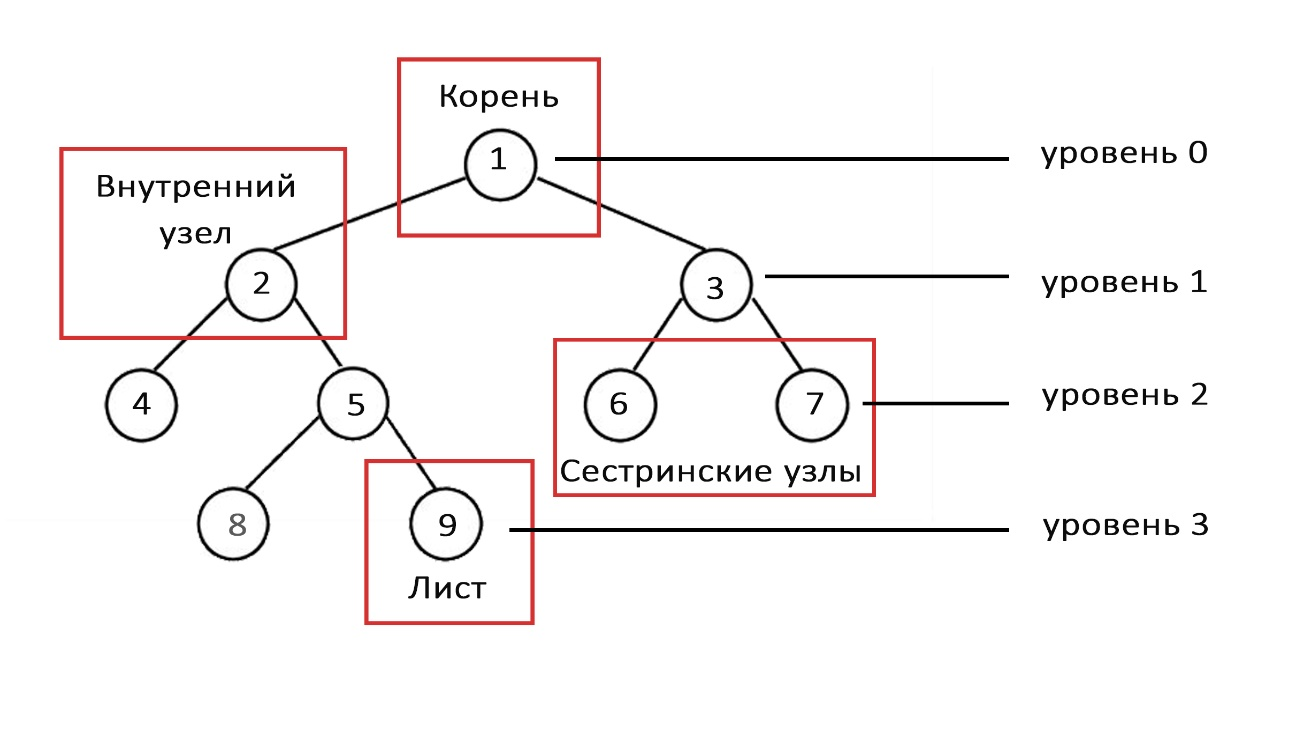 Корень
1
уровень 0
Внутренний
узел
2
3
уровень 1
4
5
6
7
уровень 2
Сестринские узлы
8
9
уровень 3
Лист